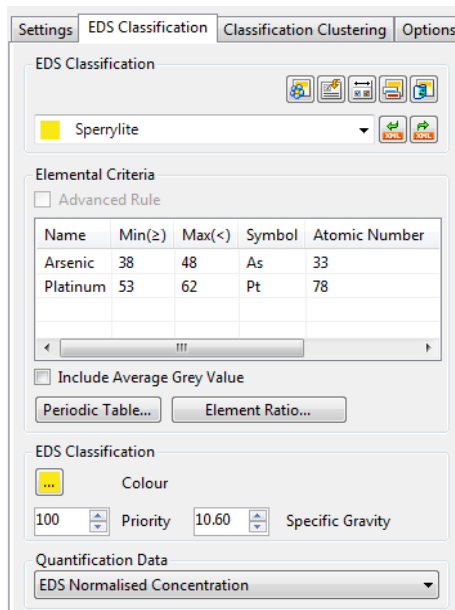 Settings EDS Classification Classification Clustering Options
EDS Classification
Sperrylite
XML XML
Elemental Criteria
Advanced Rule
Name Min(≥) Max(<) Symbol Atomic Number
Arsenic 38 48 As 33
Platinum 53 62 Pt 78
Include Average Grey Value
Periodic Table... Element Ratio...
EDS Classification
... Colour
100 Priority 10.60 Specific Gravity
Quantification Data
EDS Normalised Concentration